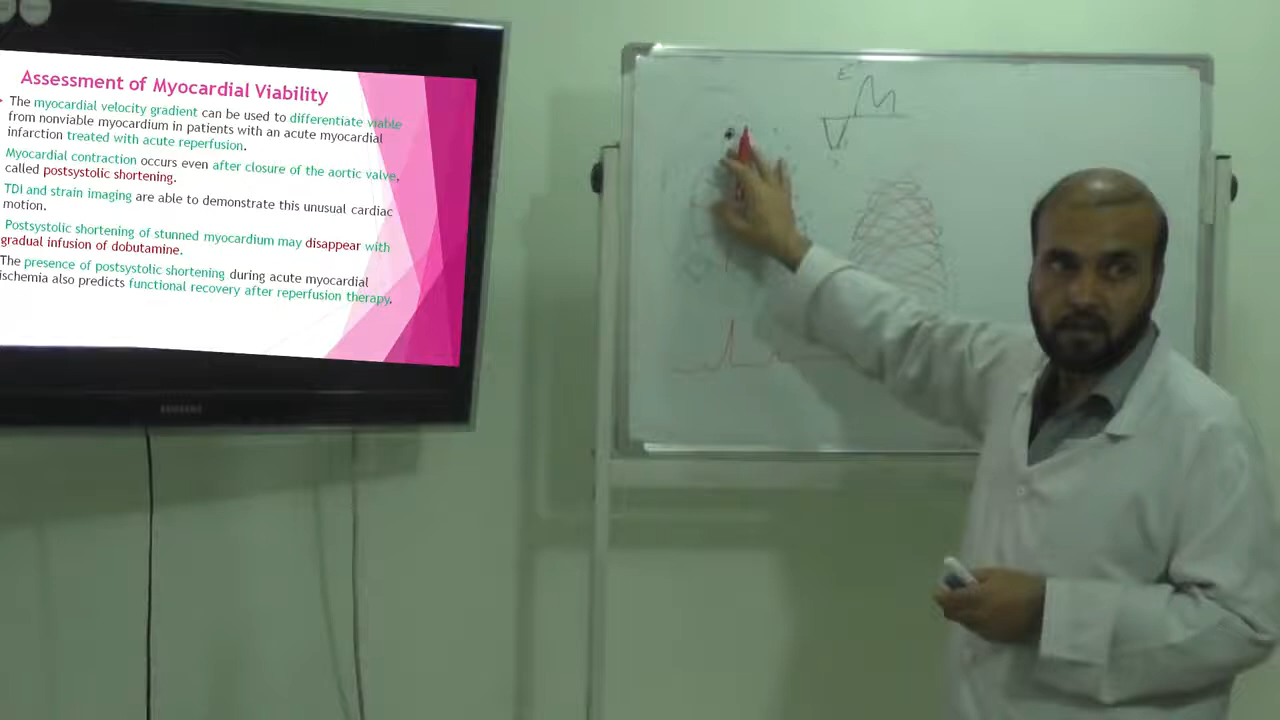 Assessment of Myocardial Viability
The myocardial velocity gradient can be used to differentiate viable
from nonviable myocardium in patients with an acute myocardial
infarction treated with acute reperfusion.
Myocardial contraction occurs even after closure of the aortic valve,
called postsystolic shortening.
TDI and strain imaging are able to demonstrate this unusual cardiac
motion.
Postsystolic shortening of stunned myocardium may disappear with
gradual infusion of dobutamine.
The presence of postsystolic shortening during acute myocardial
ischemia also predicts functional recovery after reperfusion therapy.
SAMSUNG
E